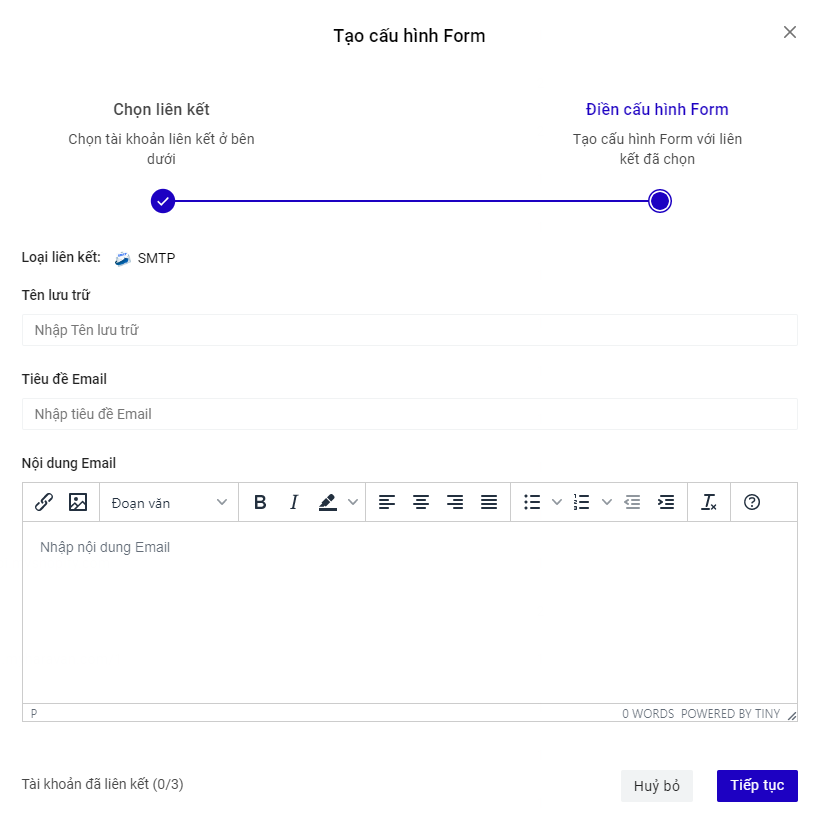 Tạo cấu hình Form
Chọn liên kết
Chọn tài khoản liên kết ở bên
dưới
Điền cấu hình Form
Tạo cấu hình Form với liên
kết đã chọn
Loại liên kết: SMTP
Tên lưu trữ
Nhập Tên lưu trữ
Tiêu đề Email
Nhập tiêu đề Email
Nội dung Email
Đoạn văn B I
Nhập nội dung Email
P 0 WORDS POWERED BY TINY
Tài khoản đã liên kết (0/3) Huỷ bỏ Tiếp tục